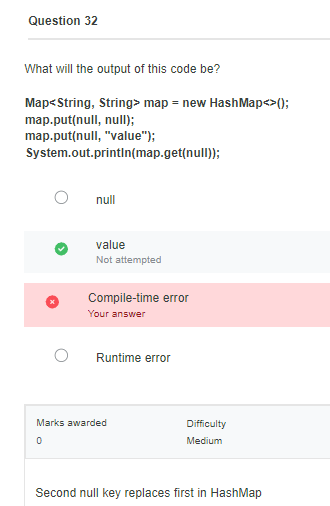 Question 32
What will the output of this code be?
Map<String, String> map = new HashMap<>();
map.put(null, null);
map.put(null, "value");
System.out.println(map.get(null));
null
value
Not attempted
Compile-time error
Your answer
Runtime error
Marks awarded
Difficulty
0
Medium
Second null key replaces first in HashMap